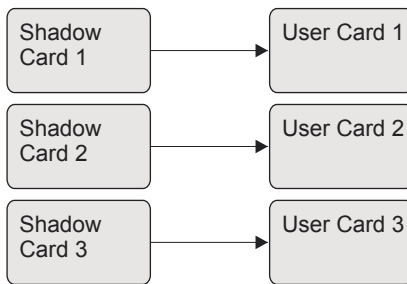 Shadow
Card 1
User Card 1
Shadow
Card 2
User Card 2
Shadow
Card 3
User Card 3